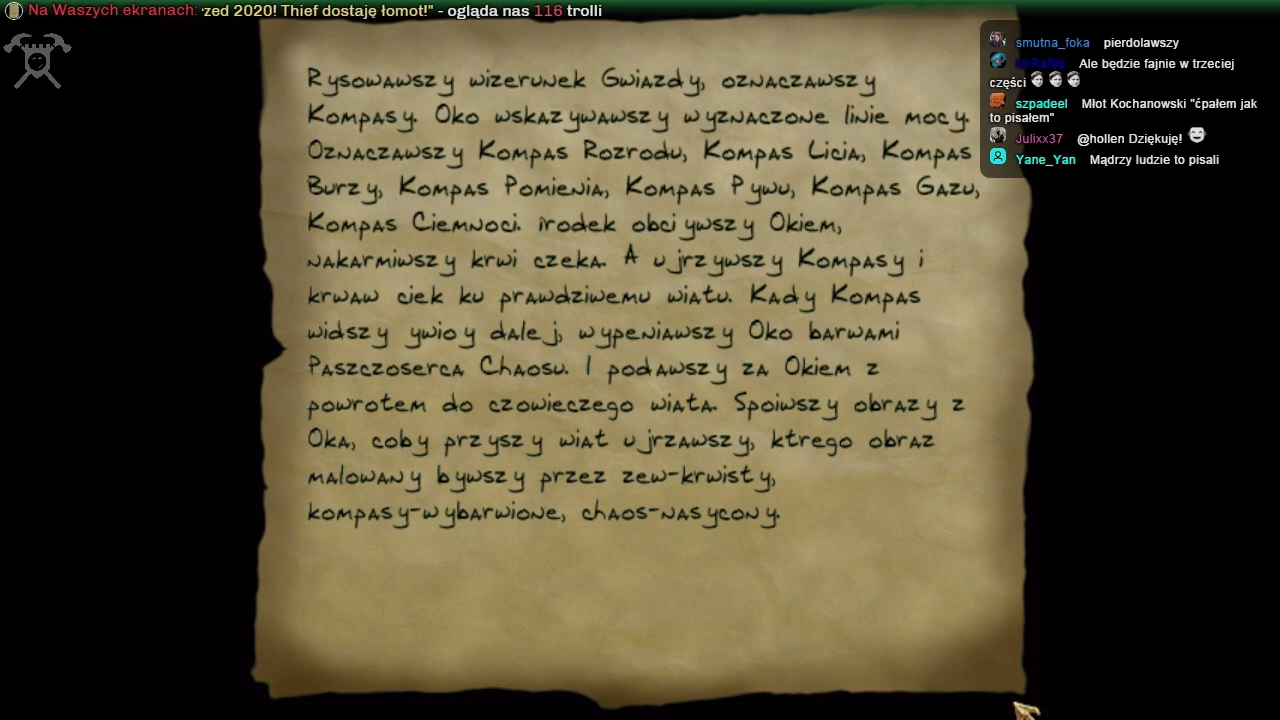 Na Waszych ekranach: zed 2020! Thief dostaję łomot!" - ogląda nas 116 trolli
Rysowawszy wizerunek Gwiazdy, oznaczawszy
Kompasy. Oko wskazywawszy wyznaczone linie mocy.
Oznaczawszy Kompas Rozrodu, Kompas Licia, Kompas
Burzy, Kompas Pomienia, Kompas Pywu, Kompas Gazu,
Kompas Ciemnoci. irodek obciywszy Okiem,
nakarmiwszy krwi czeka. A ujrzywszy Kompasy i
krwaw ciek ku prawdziwemu wiatu. Kady Kompas
widszy ywioy dalej, wypeniawszy Oko barwami
Paszczoserca Chaosu. I podawszy za Okiem z
powrotem do czowieczego wiata. Spoiwszy obrazy z
Oka, coby przyszy wiat ujrzawszy, ktrego obraz
malowany bywszy przez zew-krwisty,
kompasy-wybarwione, chaos-nasycony.
smutna_foka pierdolawszy
Ale będzie fajnie w trzeciej
części
szpadeel Młot Kochanowski "ćpałem jak
to pisałem"
Julixx37 @hollen Dziękuję!
Yane_Yan Mądrzy ludzie to pisali